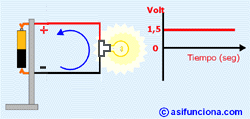 Volt
1,5
0
Tiempo (seg)
+
-
© asifunciona.com